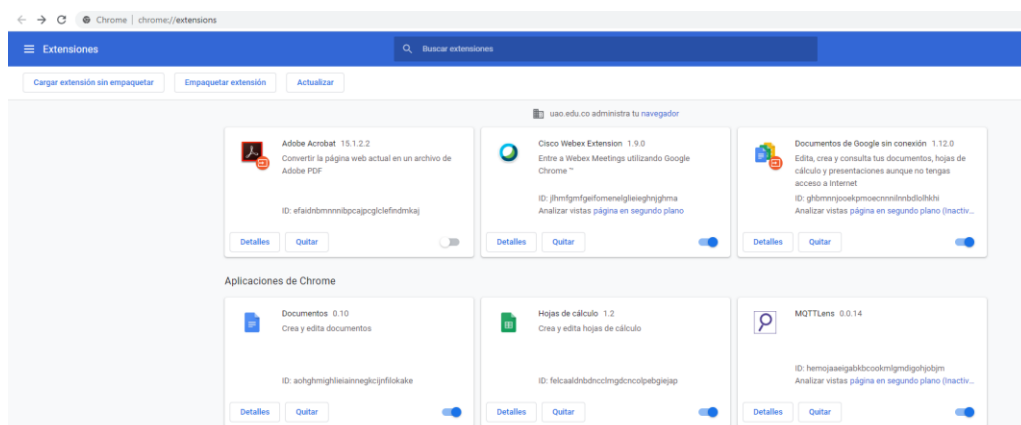 Chrome | chrome://extensions
Extensiones
Buscar extensiones
Cargar extensión sin empaquetar
Empaquetar extensión
Actualizar
uao.edu.co administra tu navegador
Adobe Acrobat 15.1.2.2
Convertir la página web actual en un archivo de
Adobe PDF
ID: efaidnbmnnnibpcajpcglclefindmkaj
Detalles
Quitar
Cisco Webex Extension 1.9.0
Entre a Webex Meetings utilizando Google
Chrome ™
ID: jlhmfgmfgeifomenelglieieghnjghma
Analizar vistas página en segundo plano
Detalles
Quitar
Documentos de Google sin conexión 1.12.0
Edita, crea y consulta tus documentos, hojas de
cálculo y presentaciones aunque no tengas
acceso a Internet
ID: ghbmnnjooekpmoecnnnilnnbdlolhkhi
Analizar vistas página en segundo plano (Inactiv...
Detalles
Quitar
Aplicaciones de Chrome
Documentos 0.10
Crea y edita documentos
ID: aohghmighlieiainnegkcijnfilokake
Detalles
Quitar
Hojas de cálculo 1.2
Crea y edita hojas de cálculo
ID: felcaaldnbdncclmgdcncolpebgiejap
Detalles
Quitar
MQTTLens 0.0.14
ID: hemojaaeigabkbcookmlgmdigohjobjm
Analizar vistas página en segundo plano (Inactiv...
Detalles
Quitar